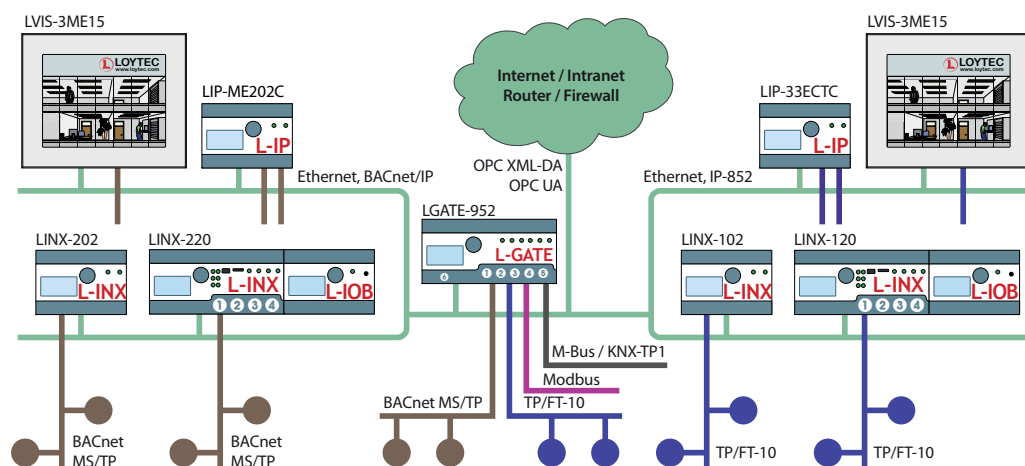 LVIS-3ME15
LOYTEC
www.loytec.com
LIP-ME202C
L-IP
Ethernet, BACnet/IP
Internet / Intranet
Router / Firewall
OPC XML-DA
OPC UA
LIP-33ECTC
L-IP
Ethernet, IP-852
LVIS-3ME15
LOYTEC
www.loytec.com
LINX-202
L-INX
LINX-220
L-INX
1 2 3 4
L-IOB
LGATE-952
L-GATE
6 1 2 3 4 5
LINX-102
L-INX
LINX-120
L-INX
1 2 3 4
L-IOB
M-Bus / KNX-TP1
Modbus
BACnet MS/TP
TP/FT-10
BACnet
MS/TP
BACnet
MS/TP
TP/FT-10
TP/FT-10